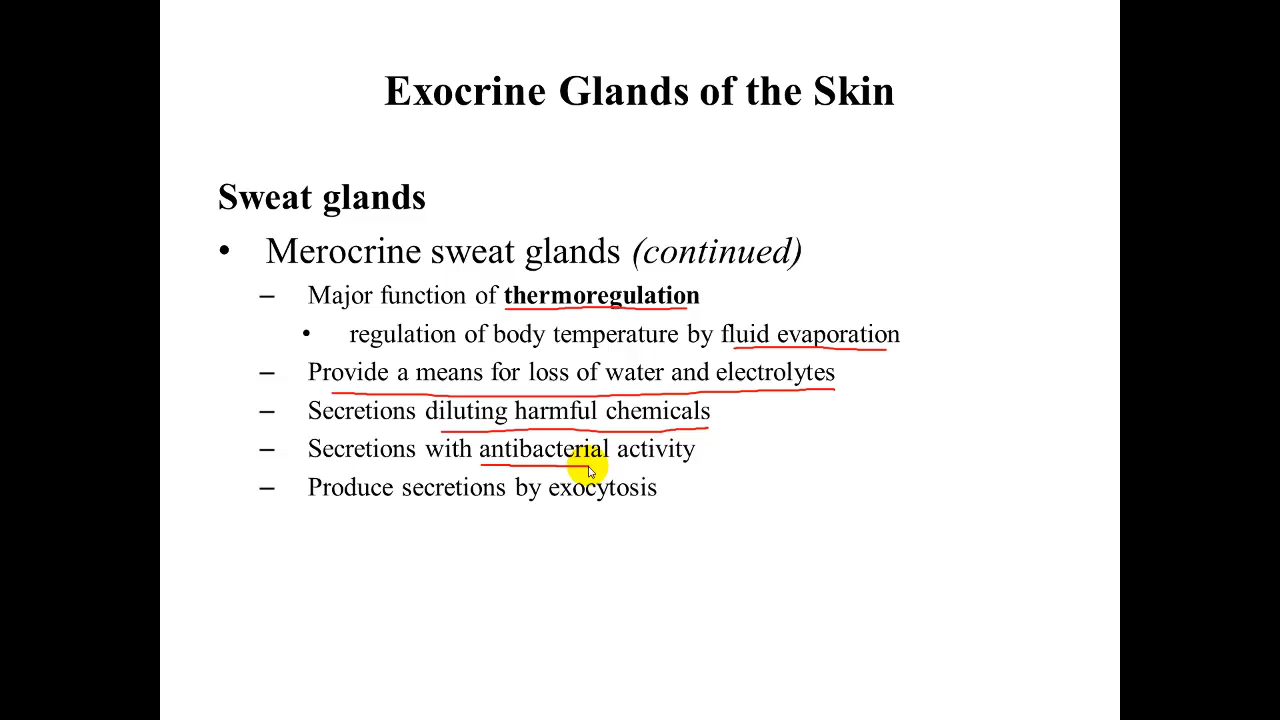 Exocrine Glands of the Skin
Sweat glands
• Merocrine sweat glands (continued)
– Major function of thermoregulation
• regulation of body temperature by fluid evaporation
– Provide a means for loss of water and electrolytes
– Secretions diluting harmful chemicals
– Secretions with antibacterial activity
– Produce secretions by exocytosis